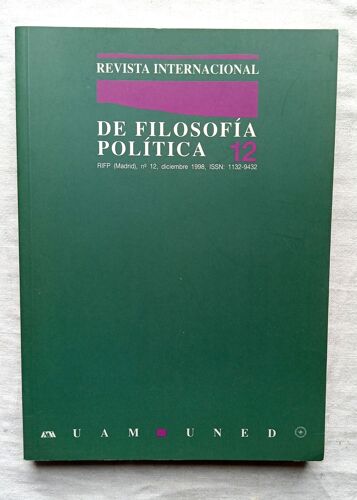 REVISTA INTERNACIONAL
DE FILOSOFÍA
POLÍTICA 12
RIFP (Madrid), nº 12, diciembre 1998, ISSN: 1132-9432
UAM UNED